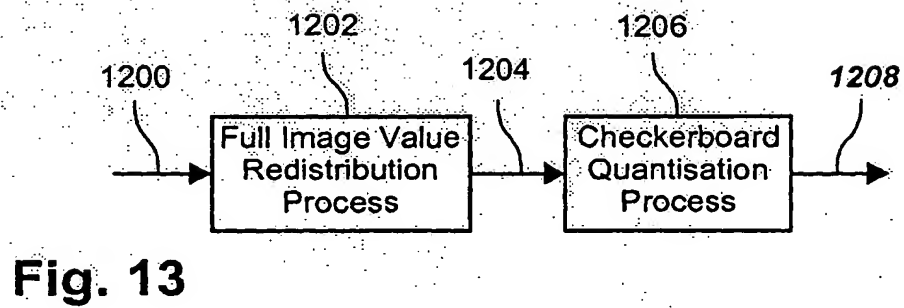 1202
1206
1200
1204
1208
Full Image Value
Redistribution
Process
Checkerboard
Quantisation
Process
Fig. 13